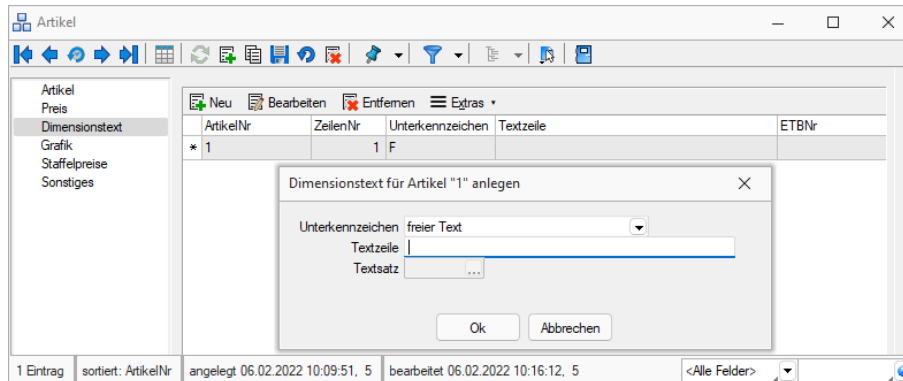 Artikel
Artikel
Preis
Dimensionstext
Grafik
Staffelpreise
Sonstiges
Neu Bearbeiten Entfernen Extras
ArtikelNr ZeilenNr Unterkennzeichen Textzeile ETBNr
* 1 1 F
Dimensionstext für Artikel "1" anlegen
Unterkennzeichen freier Text
Textzeile
Textsatz ...
Ok Abbrechen
1 Eintrag sortiert: ArtikelNr angelegt 06.02.2022 10:09:51, 5 bearbeitet 06.02.2022 10:16:12, 5 <Alle Felder>